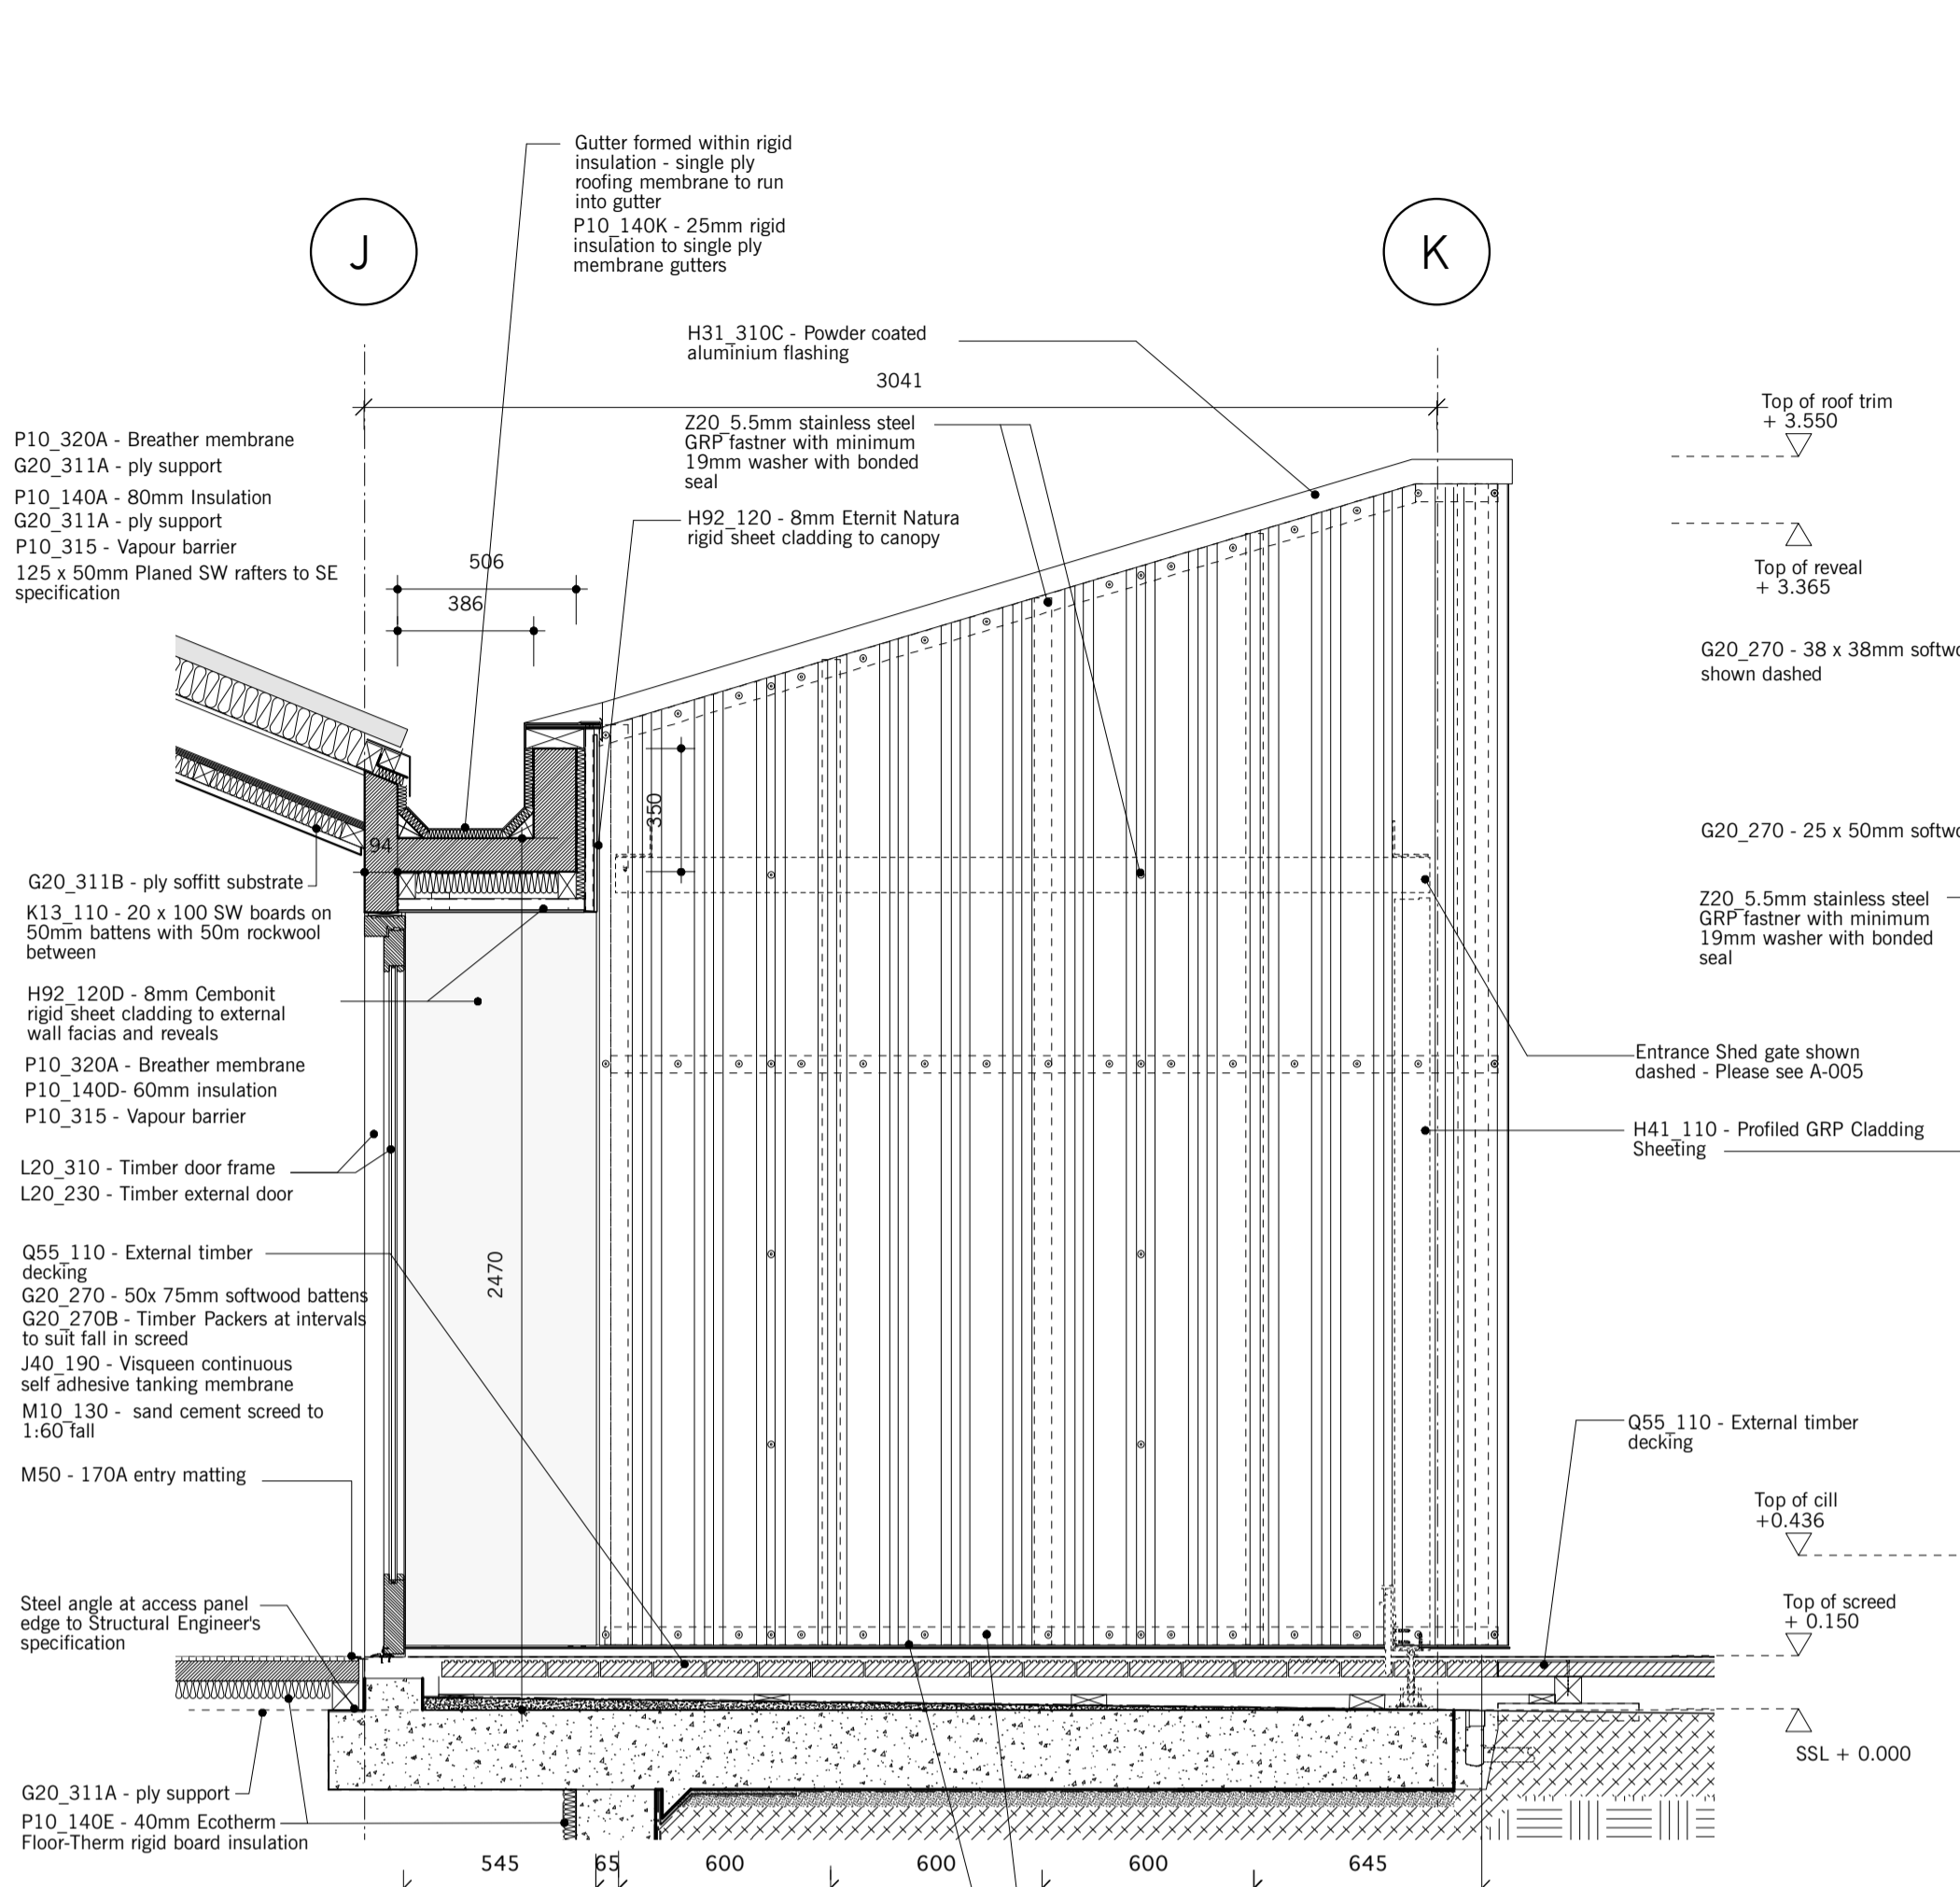 Gutter formed within rigid
insulation - single ply
roofing membrane to run
into gutter
P10_140K - 25mm rigid
insulation to single ply
membrane gutters
J
K
H31_310C - Powder coated
aluminium flashing
3041
Z20_5.5mm stainless steel
GRP fastner with minimum
19mm washer with bonded
seal
H92_120 - 8mm Eternit Natura
rigid sheet cladding to canopy
P10_320A - Breather membrane
G20_311A - ply support
P10_140A - 80mm Insulation
G20_311A - ply support
P10_315 - Vapour barrier
125 x 50mm Planed SW rafters to SE
specification
506
386
350
94
2470
G20_311B - ply soffitt substrate
K13_110 - 20 x 100 SW boards on
50mm battens with 50m rockwool
between
H92_120D - 8mm Cembonit
rigid sheet cladding to external
wall facias and reveals
P10_320A - Breather membrane
P10_140D- 60mm insulation
P10_315 - Vapour barrier
L20_310 - Timber door frame
L20_230 - Timber external door
Q55_110 - External timber
decking
G20_270 - 50x 75mm softwood battens
G20_270B - Timber Packers at intervals
to suit fall in screed
J40_190 - Visqueen continuous
self adhesive tanking membrane
M10_130 - sand cement screed to
1:60 fall
M50 - 170A entry matting
Steel angle at access panel
edge to Structural Engineer's
specification
G20_311A - ply support
P10_140E - 40mm Ecotherm
Floor-Therm rigid board insulation
Top of roof trim
+ 3.550
Top of reveal
+ 3.365
G20_270 - 38 x 38mm softwo
shown dashed
G20_270 - 25 x 50mm softwo
Z20_5.5mm stainless steel
GRP fastner with minimum
19mm washer with bonded
seal
Entrance Shed gate shown
dashed - Please see A-005
H41_110 - Profiled GRP Cladding
Sheeting
Q55_110 - External timber
decking
Top of cill
+0.436
Top of screed
+ 0.150
SSL + 0.000
545 65 600 600 600 645